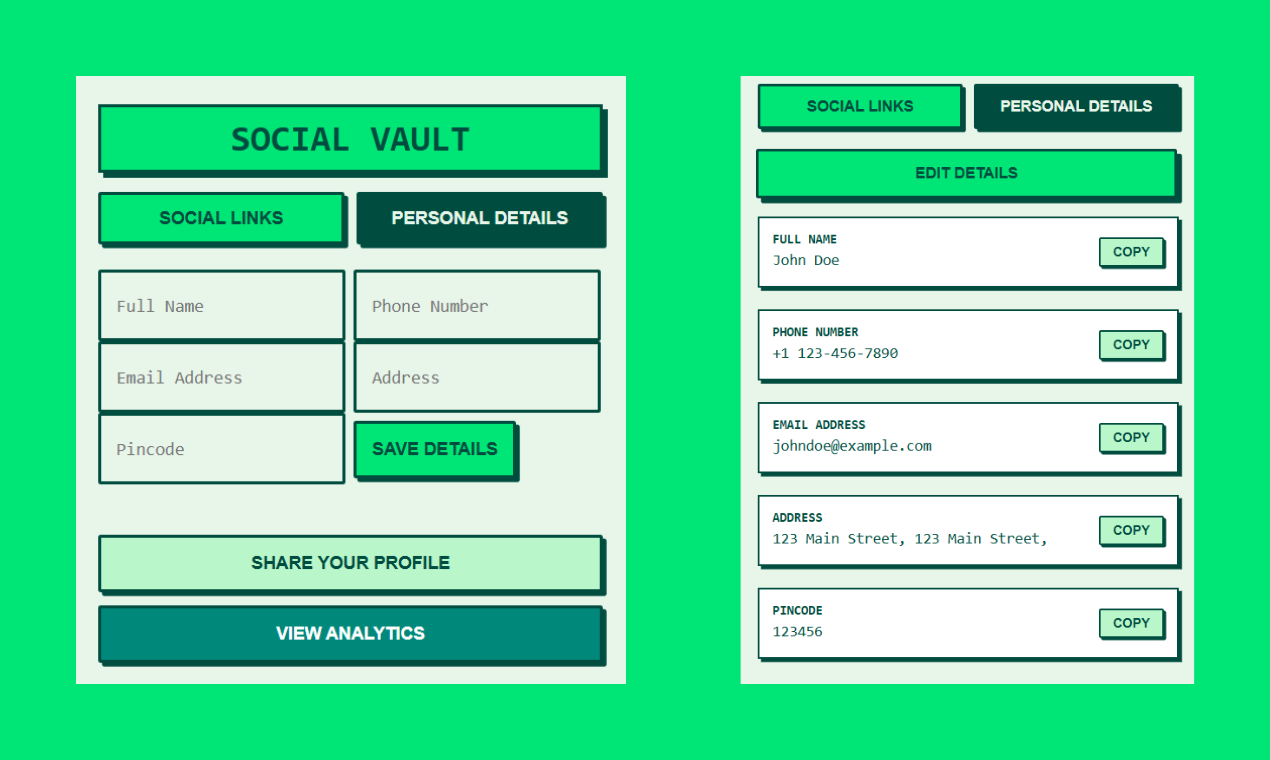 SOCIAL VAULT
SOCIAL LINKS
PERSONAL DETAILS
Full Name
Phone Number
Email Address
Address
Pincode
SAVE DETAILS
SHARE YOUR PROFILE
VIEW ANALYTICS
SOCIAL LINKS
PERSONAL DETAILS
EDIT DETAILS
FULL NAME
John Doe
COPY
PHONE NUMBER
+1 123-456-7890
COPY
EMAIL ADDRESS
johndoe@example.com
COPY
ADDRESS
123 Main Street, 123 Main Street,
COPY
PINCODE
123456
COPY